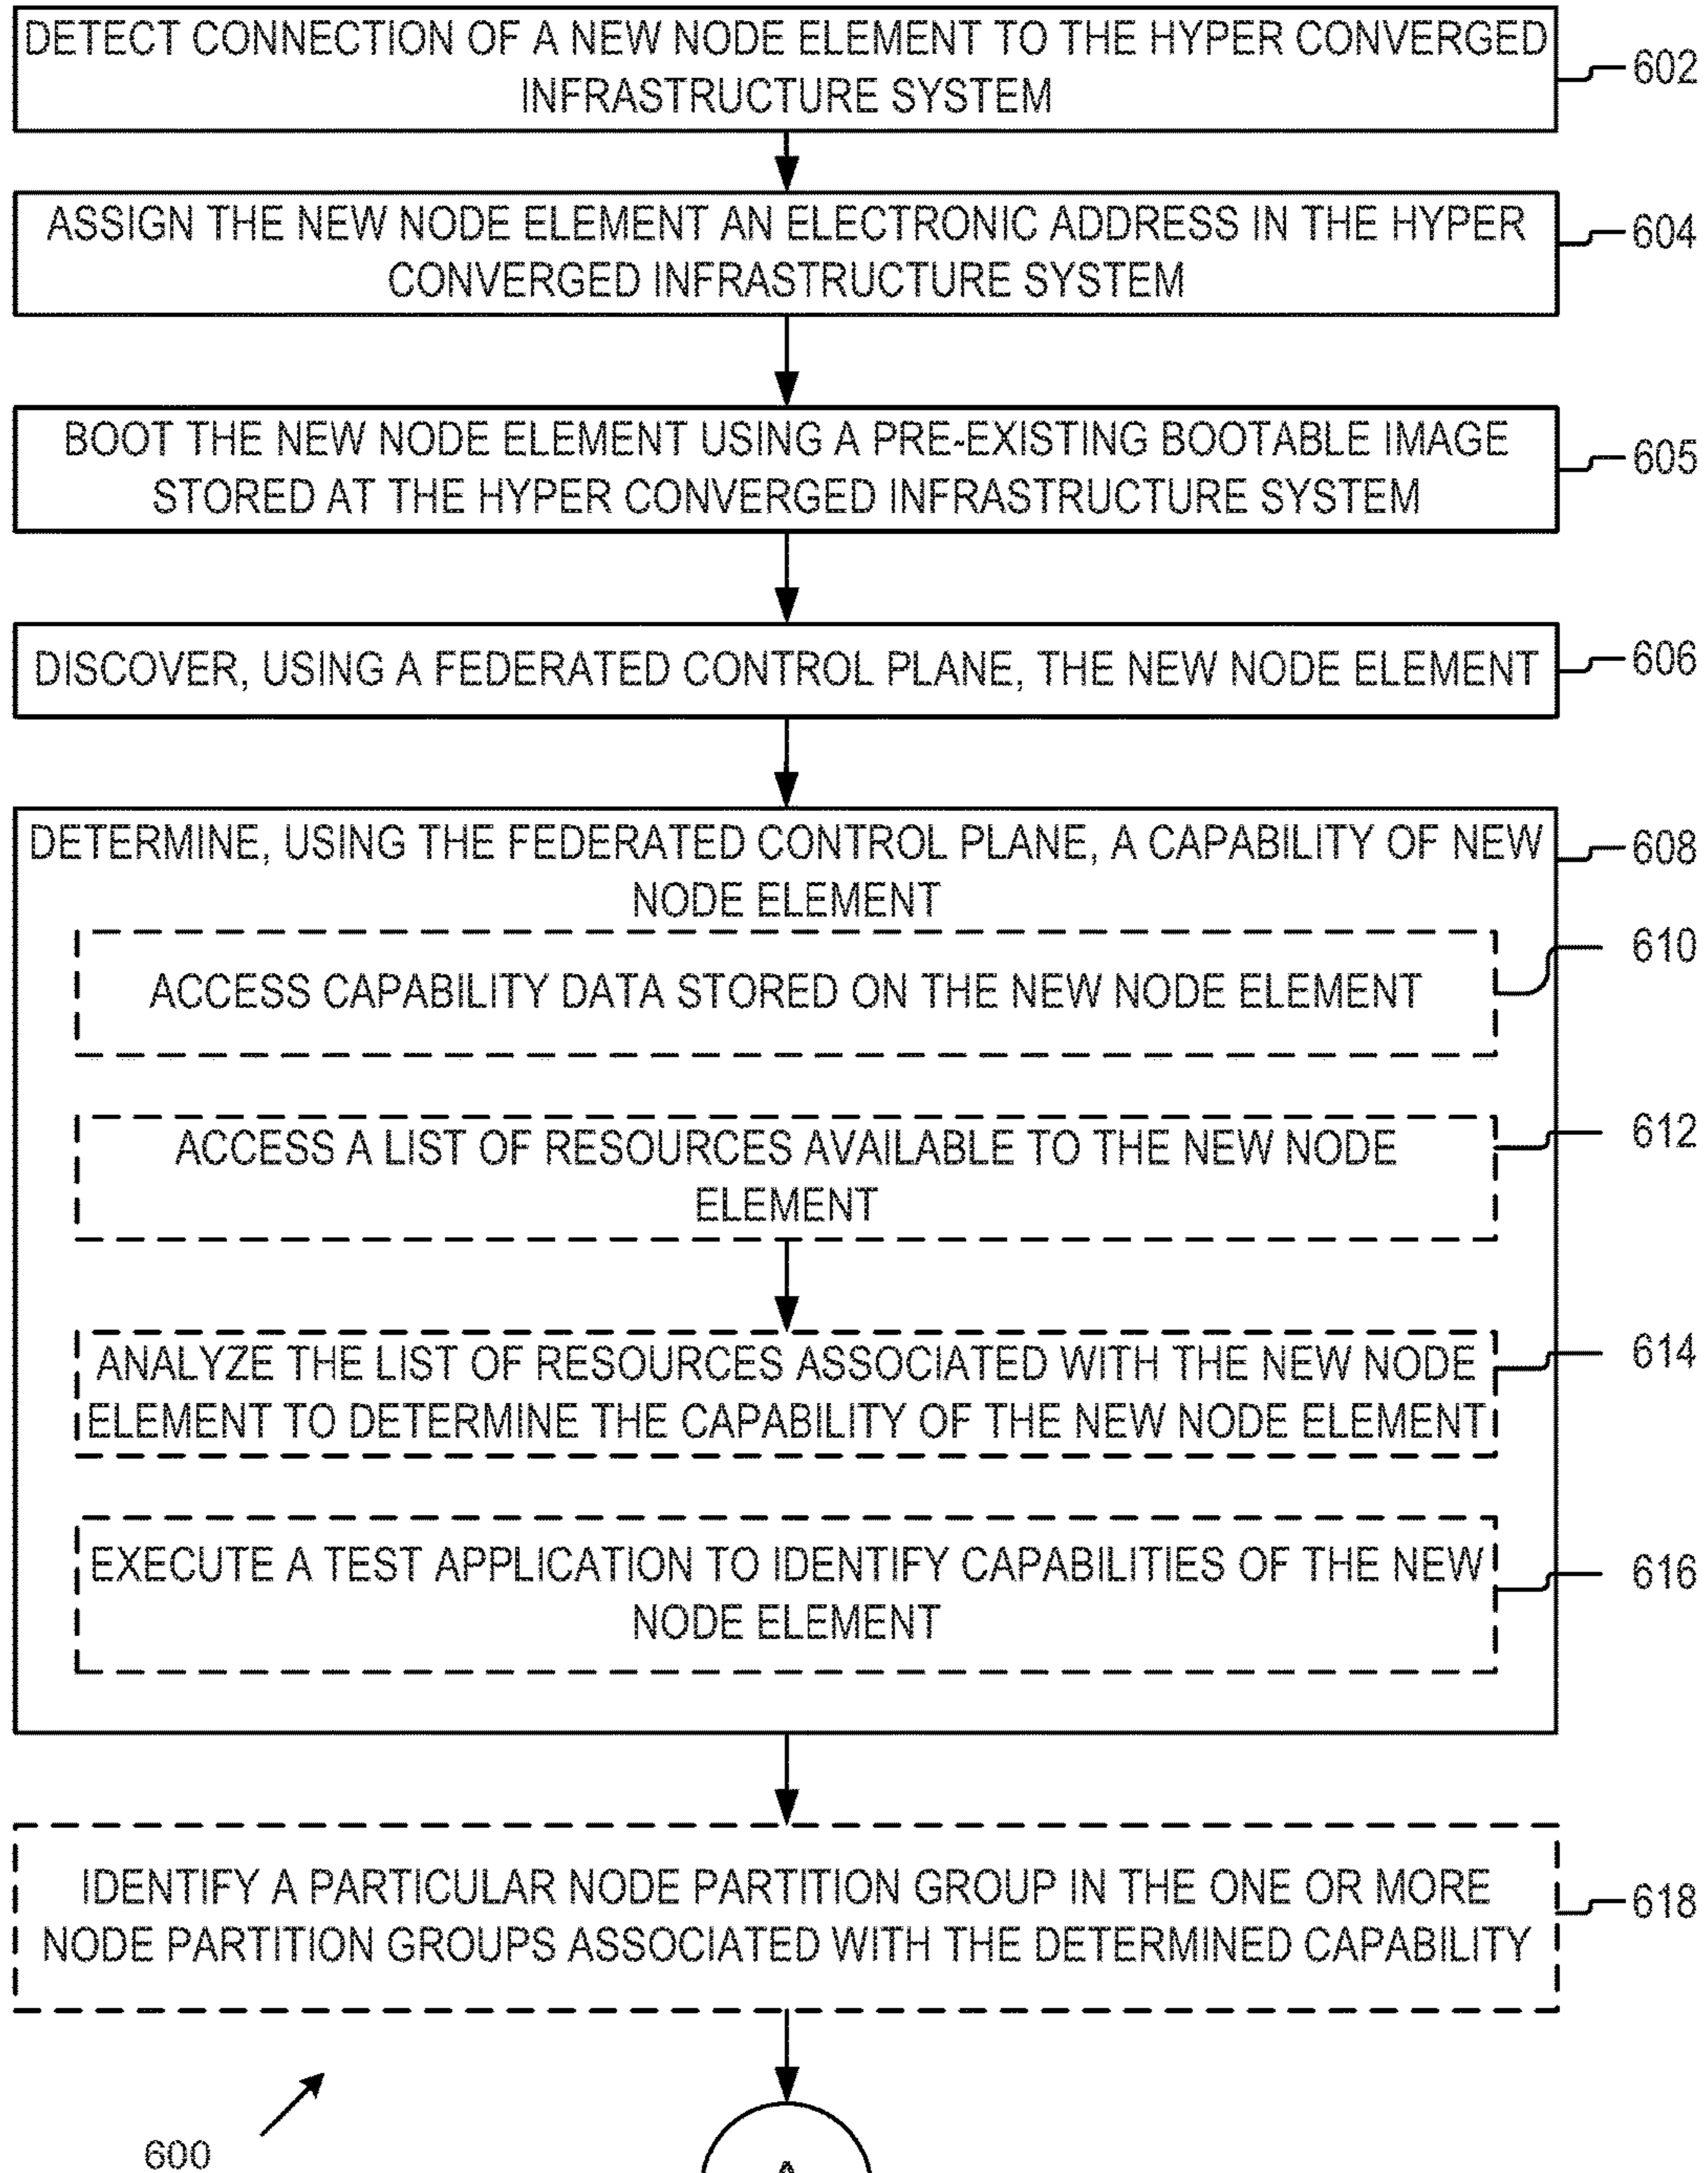 DETECT CONNECTION OF A NEW NODE ELEMENT TO THE HYPER CONVERGED
INFRASTRUCTURE SYSTEM
602
ASSIGN THE NEW NODE ELEMENT AN ELECTRONIC ADDRESS IN THE HYPER
CONVERGED INFRASTRUCTURE SYSTEM
604
BOOT THE NEW NODE ELEMENT USING A PRE-EXISTING BOOTABLE IMAGE
STORED AT THE HYPER CONVERGED INFRASTRUCTURE SYSTEM
605
DISCOVER, USING A FEDERATED CONTROL PLANE, THE NEW NODE ELEMENT
606
DETERMINE, USING THE FEDERATED CONTROL PLANE, A CAPABILITY OF NEW
NODE ELEMENT
608
ACCESS CAPABILITY DATA STORED ON THE NEW NODE ELEMENT
610
ACCESS A LIST OF RESOURCES AVAILABLE TO THE NEW NODE
ELEMENT
612
ANALYZE THE LIST OF RESOURCES ASSOCIATED WITH THE NEW NODE
ELEMENT TO DETERMINE THE CAPABILITY OF THE NEW NODE ELEMENT
614
EXECUTE A TEST APPLICATION TO IDENTIFY CAPABILITIES OF THE NEW
NODE ELEMENT
616
IDENTIFY A PARTICULAR NODE PARTITION GROUP IN THE ONE OR MORE
NODE PARTITION GROUPS ASSOCIATED WITH THE DETERMINED CAPABILITY
618
600
A